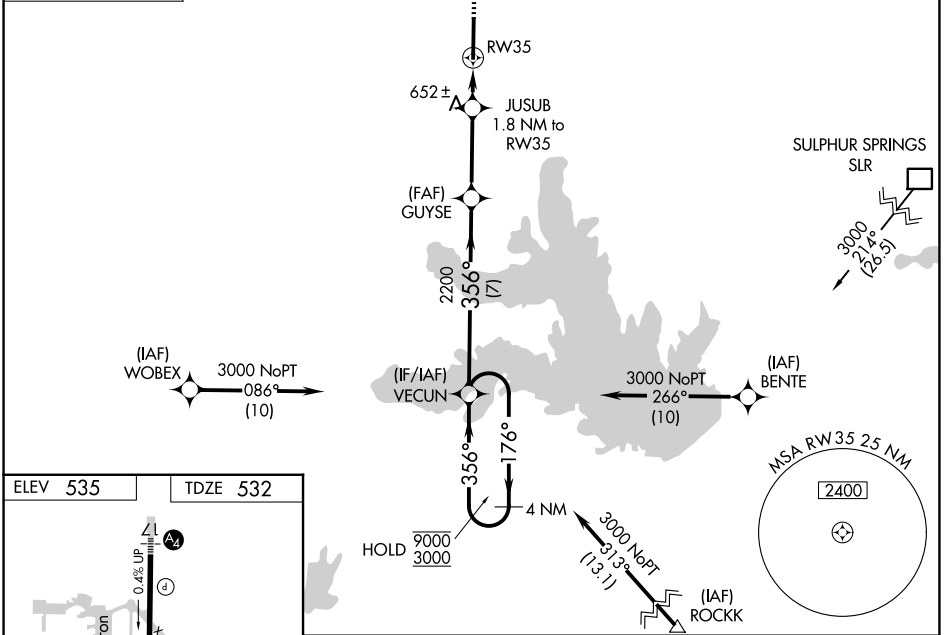 RW35
652±
JUSUB
1.8 NM to
RW35
SULPHUR SPRINGS
SLR
3000
214°
(26.5)
(FAF)
GUYSE
2200
356°
(7)
(IAF)
WOBEX
3000 NoPT
086°
(10)
(IF/IAF)
VECUN
3000 NoPT
266°
(10)
(IAF)
BENTE
356°
176°
4 NM
HOLD
9000
3000
3000 NoPT
313°
(13.1)
(IAF)
ROCKK
MSA RW35 25 NM
2400
ELEV 535
TDZE 532
17
A4
0.4% UP
P